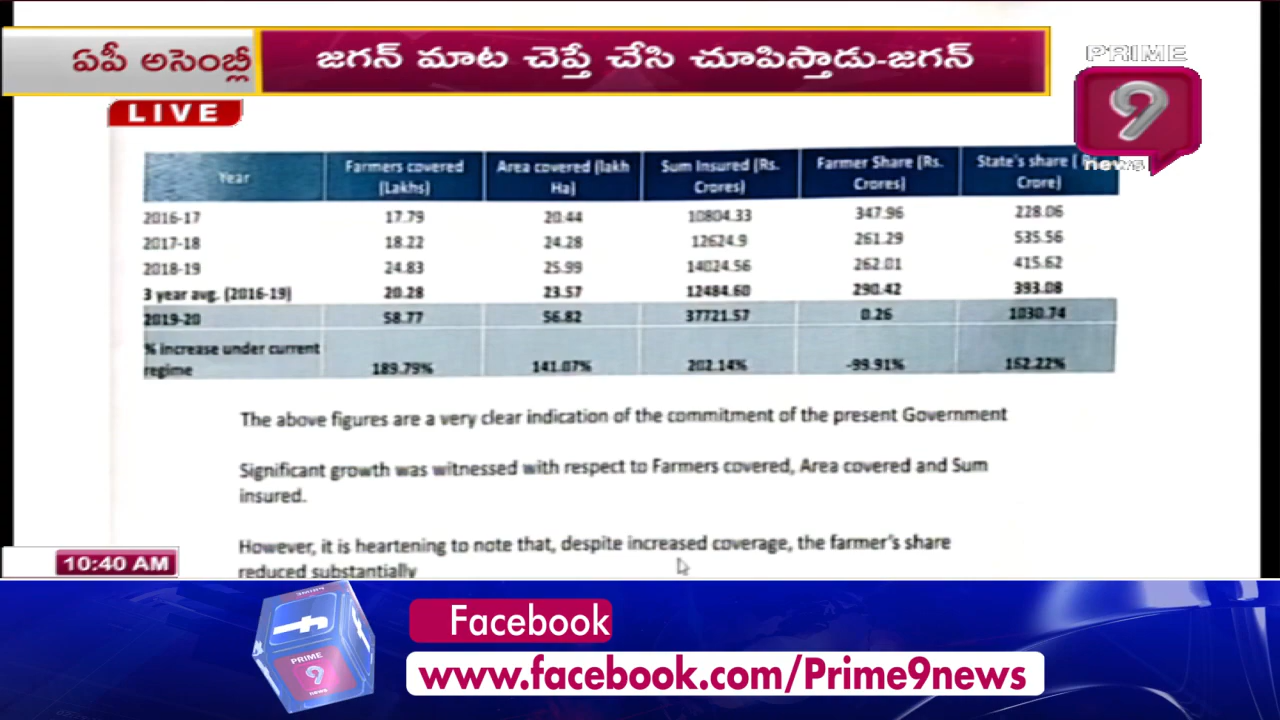 ఏపీ అసెంబ్లీ
జగన్ మాట చెప్తే చేసి చూపిస్తాడు-జగన్
PRIME
9
news
LIVE
Year Farmers covered (Lakhs) Area covered (lakh Ha) Sum Insured (Rs. Crores) Farmer Share (Rs. Crores) State's share ( Crore)
2016-17 17.79 20.44 10804.33 347.96 228.06
2017-18 18.22 24.28 12624.9 261.29 535.56
2018-19 24.83 25.99 14024.56 262.01 415.62
3 year avg. (2016-19) 20.28 23.57 12484.60 290.42 393.08
2019-20 58.77 56.82 37721.57 0.26 1030.74
% increase under current regime 189.79% 141.07% 202.14% -99.91% 162.22%
The above figures are a very clear indication of the commitment of the present Government
Significant growth was witnessed with respect to Farmers covered, Area covered and Sum
insured.
However, it is heartening to note that, despite increased coverage, the farmer's share
reduced substantially
10:40 AM
PRIME
9
news
Facebook
www.facebook.com/Prime9news